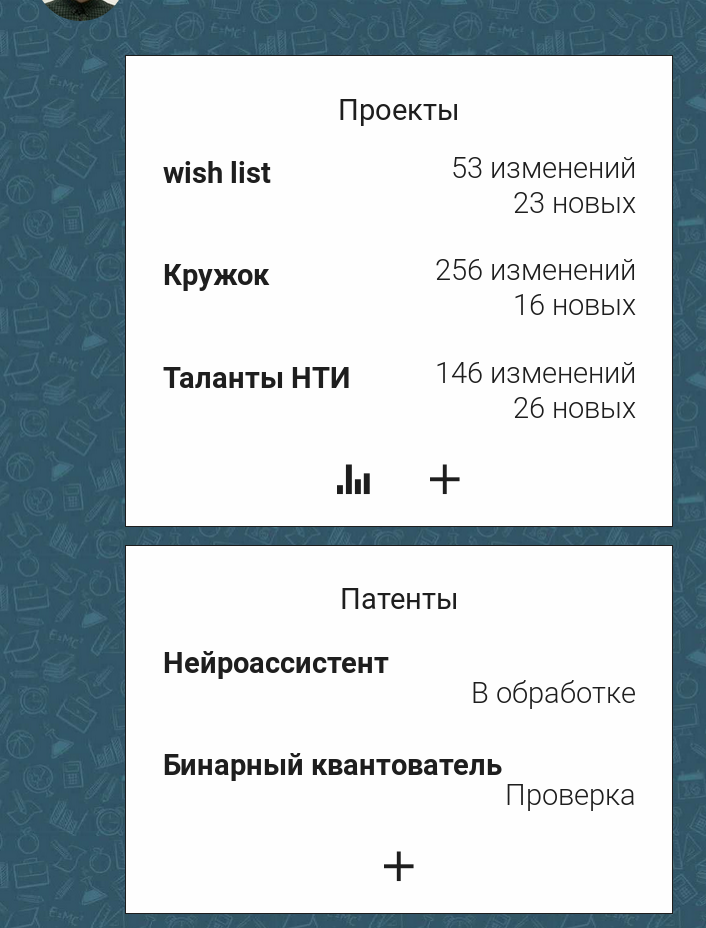 Проекты
wish list
53 изменений
23 новых
Кружок
256 изменений
16 новых
Таланты НТИ
146 изменений
26 новых
Патенты
Нейроассистент
В обработке
Бинарный квантователь
Проверка